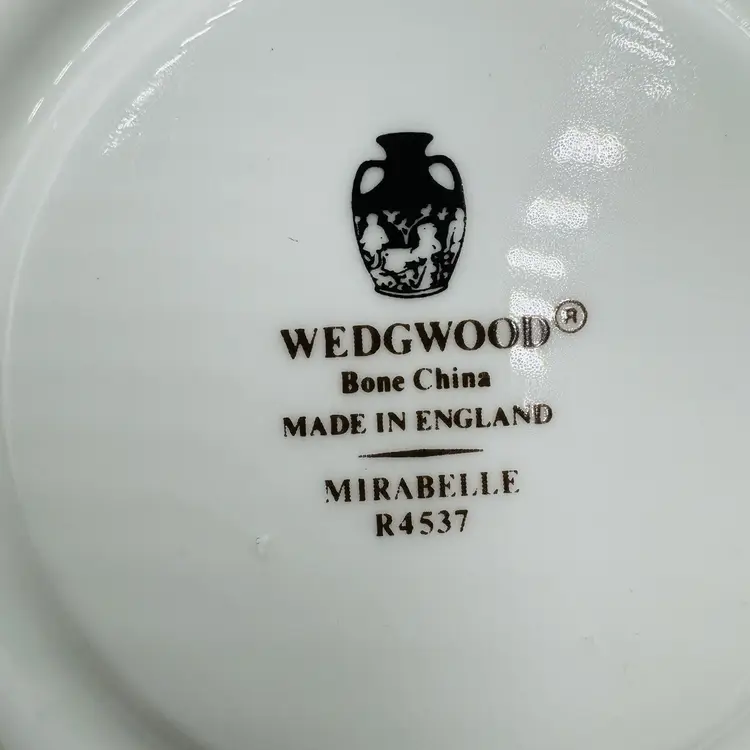 WEDGWOOD®
Bone China
MADE IN ENGLAND
MIRABELLE
R4537